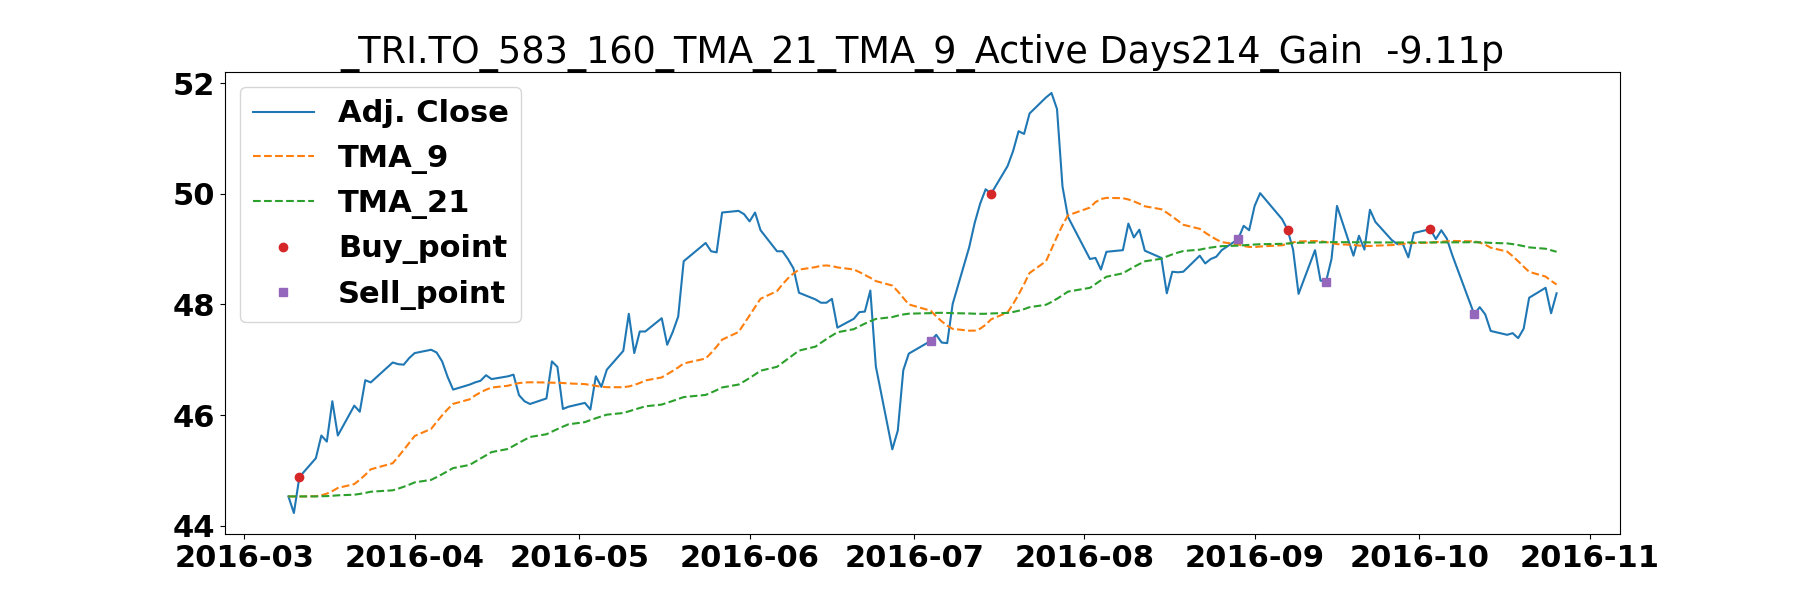 _TRI.TO_583_160_TMA_21_TMA_9_Active Days214_Gain  -9.11p
52
50
48
46
44
Adj. Close
TMA_9
TMA_21
Buy_point
Sell_point
2016-03 2016-04 2016-05 2016-06 2016-07 2016-08 2016-09 2016-10 2016-11